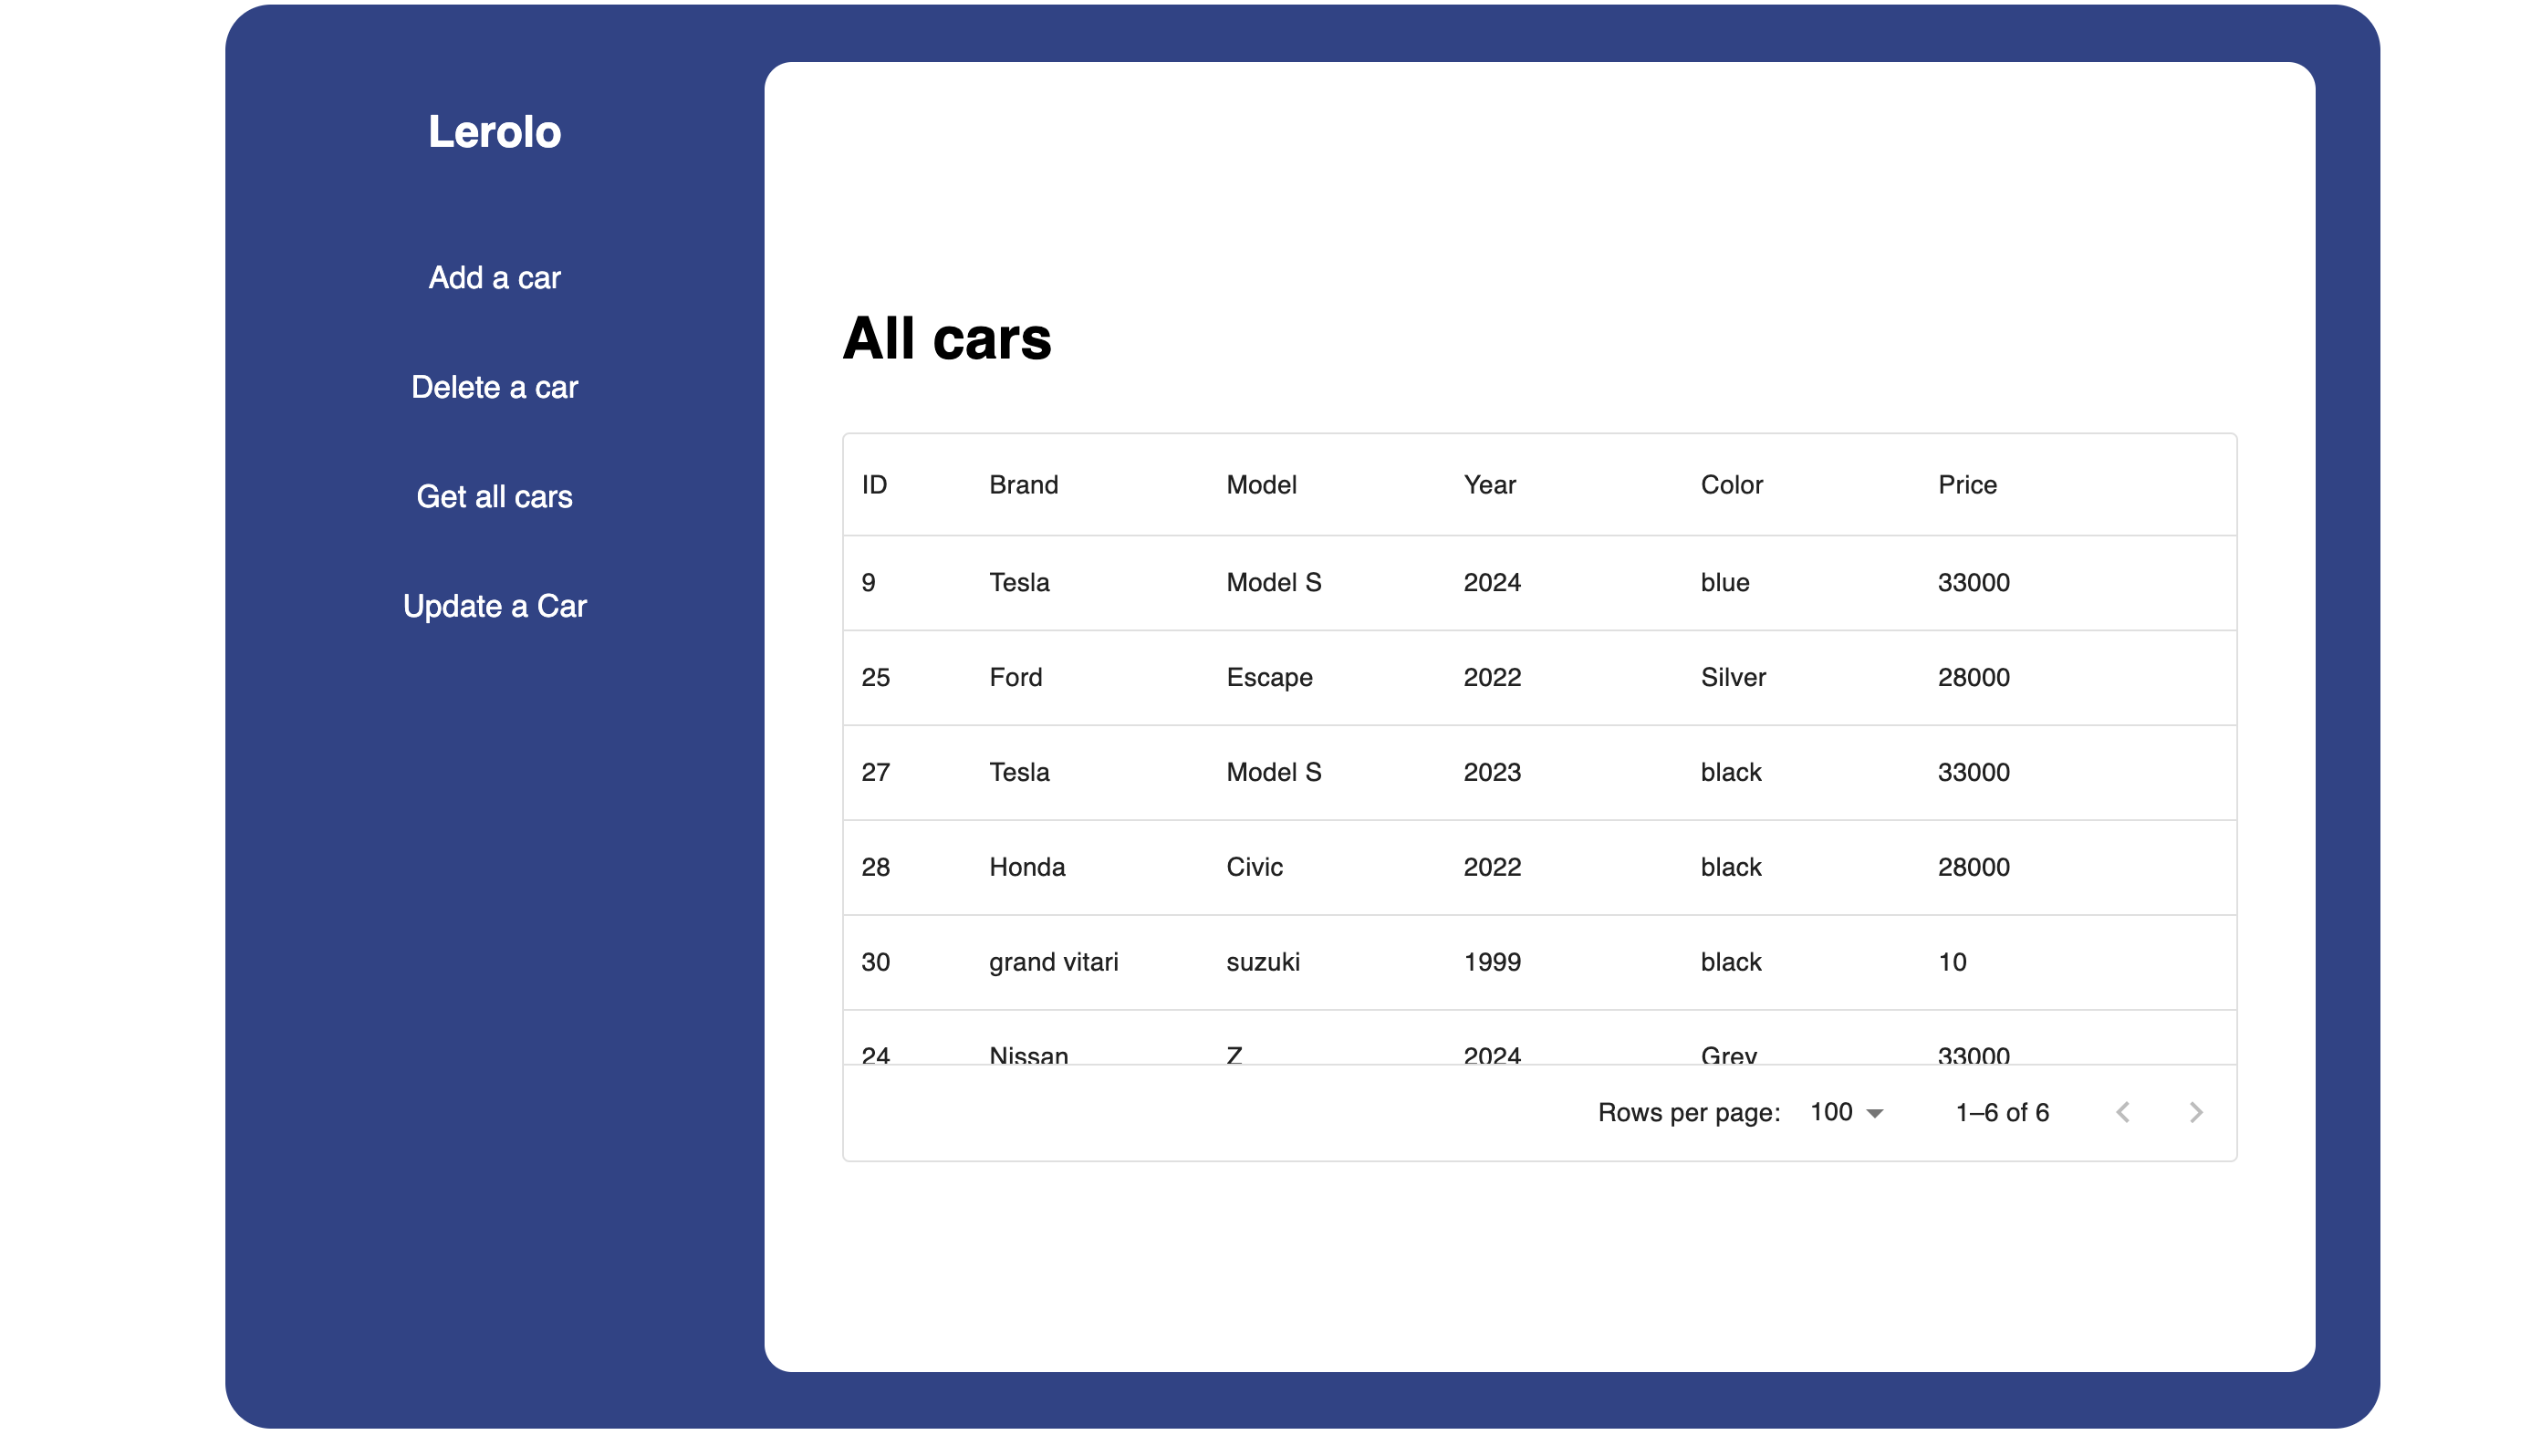 Lerolo
Add a car
Delete a car
Get all cars
Update a Car
All cars
ID Brand Model Year Color Price
9 Tesla Model S 2024 blue 33000
25 Ford Escape 2022 Silver 28000
27 Tesla Model S 2023 black 33000
28 Honda Civic 2022 black 28000
30 grand vitari suzuki 1999 black 10
24 Nissan Z 2024 Grey 33000
Rows per page: 100 1–6 of 6